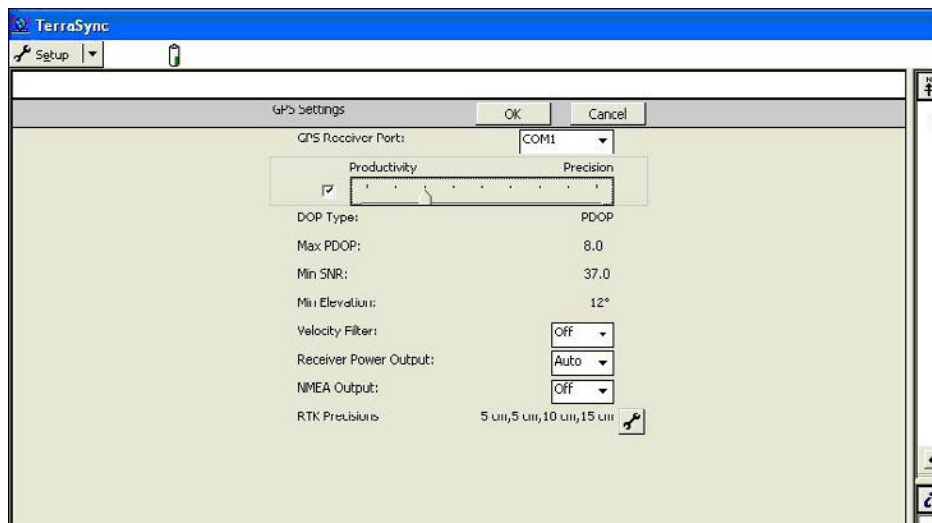 TerraSync
Setup
GPS Settings OK Cancel
GPS Receiver Port: COM1
Productivity Precision
DOP Type: PDOP
Max PDOP: 8.0
Min SNR: 37.0
Min Elevation: 12°
Velocity Filter: Off
Receiver Power Output: Auto
NMEA Output: Off
RTK Precisions 5 cm,5 cm,10 cm,15 cm
N